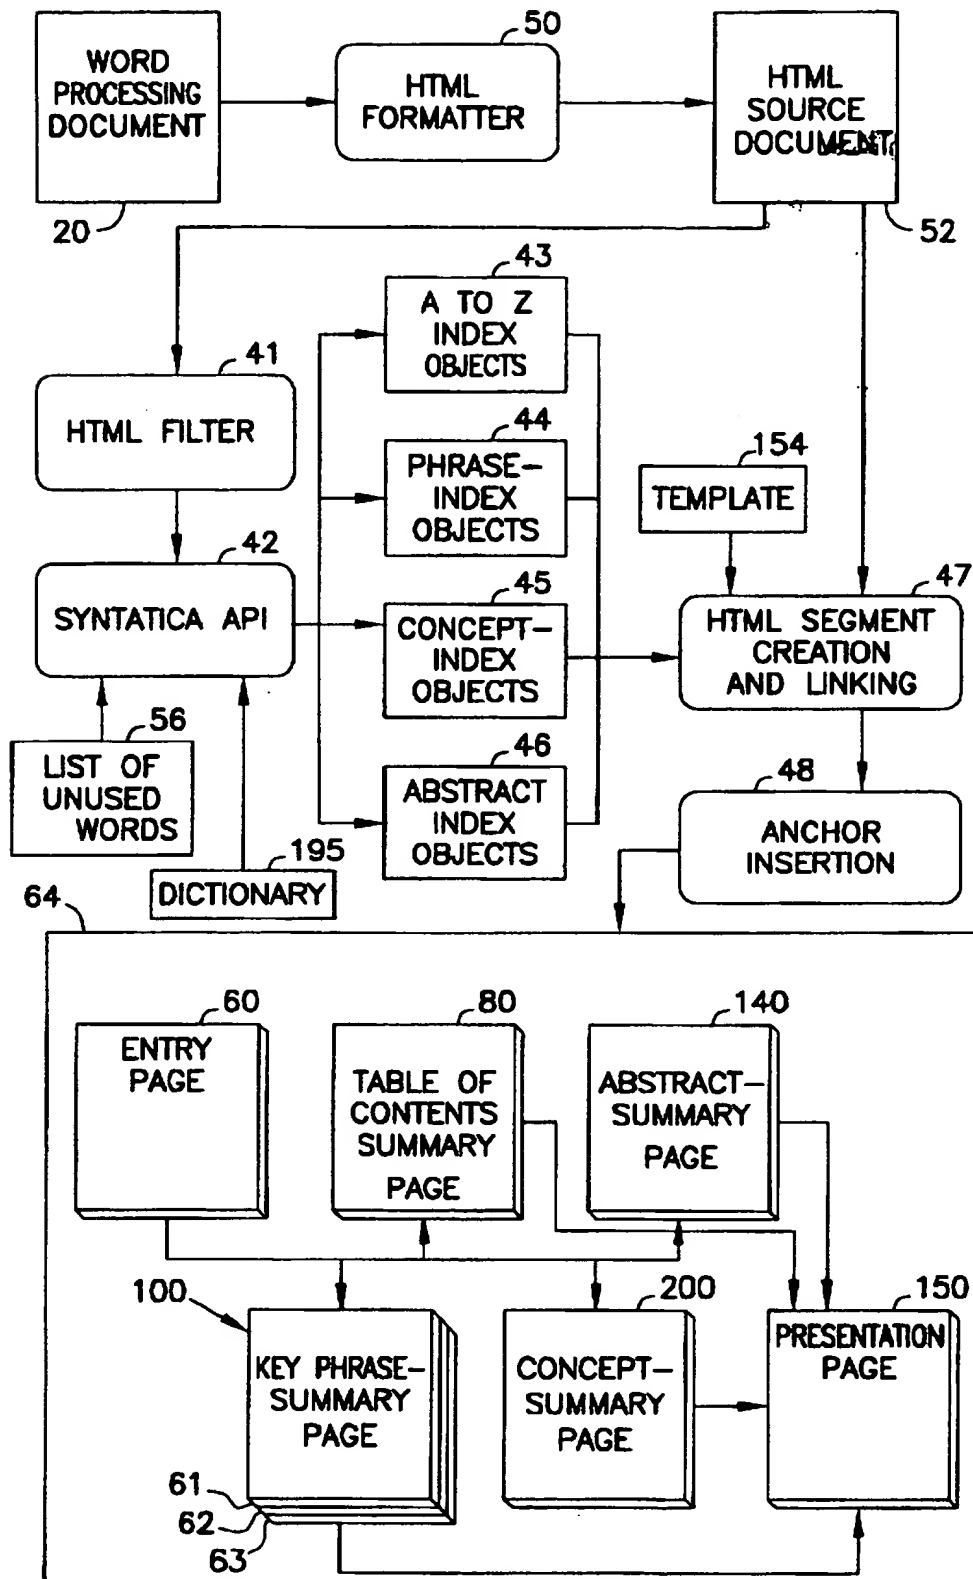 WORD
PROCESSING
DOCUMENT
20
50
HTML
FORMATTER
HTML
SOURCE
DOCUMENT
52
43
A TO Z
INDEX
OBJECTS
41
HTML FILTER
44
PHRASE-
INDEX
OBJECTS
154
TEMPLATE
42
SYNTATICA API
45
CONCEPT-
INDEX
OBJECTS
47
HTML SEGMENT
CREATION
AND LINKING
56
LIST OF
UNUSED
WORDS
46
ABSTRACT
INDEX
OBJECTS
48
ANCHOR
INSERTION
195
DICTIONARY
64
60
ENTRY
PAGE
80
TABLE OF
CONTENTS
SUMMARY
PAGE
140
ABSTRACT-
SUMMARY
PAGE
100
KEY PHRASE-
SUMMARY
PAGE
61
62
63
200
CONCEPT-
SUMMARY
PAGE
150
PRESENTATION
PAGE